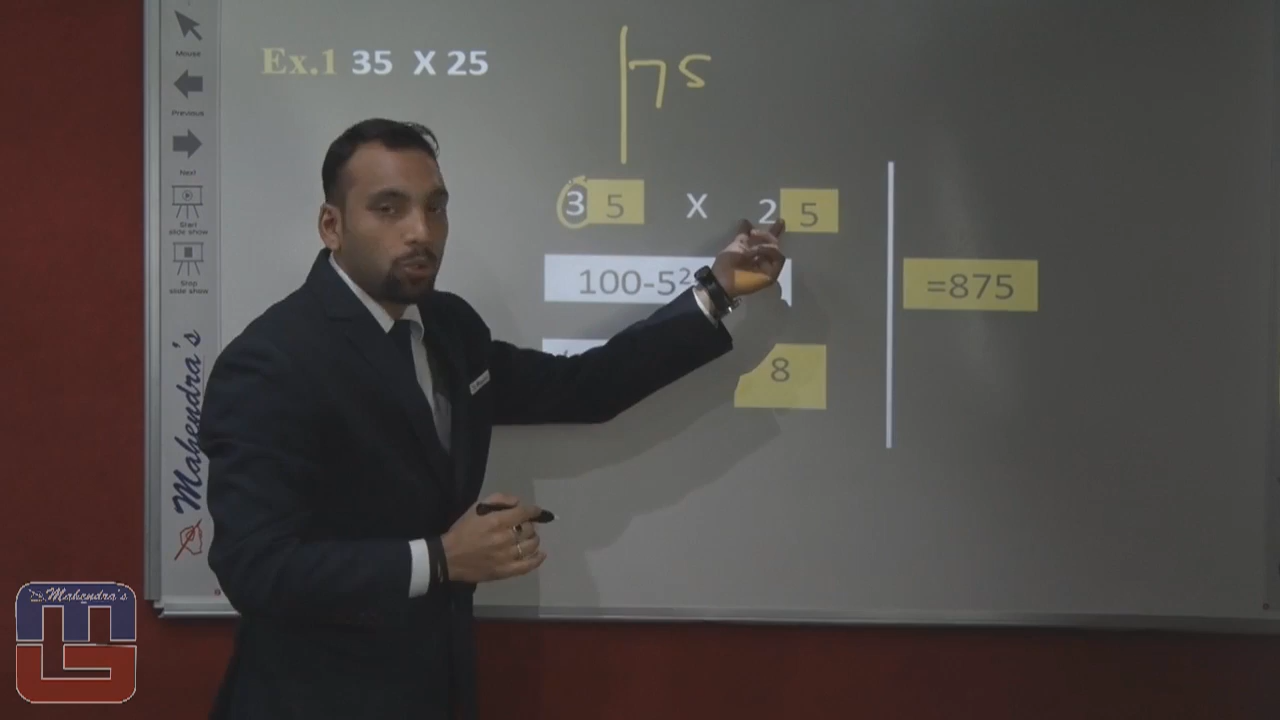 Mouse
Previous
Next
Start
slide show
Stop
slide show
Mahendra's
Ex.1 35 X 25
75
3 5 X 2 5
100-5²
=875
8
Mahendra's